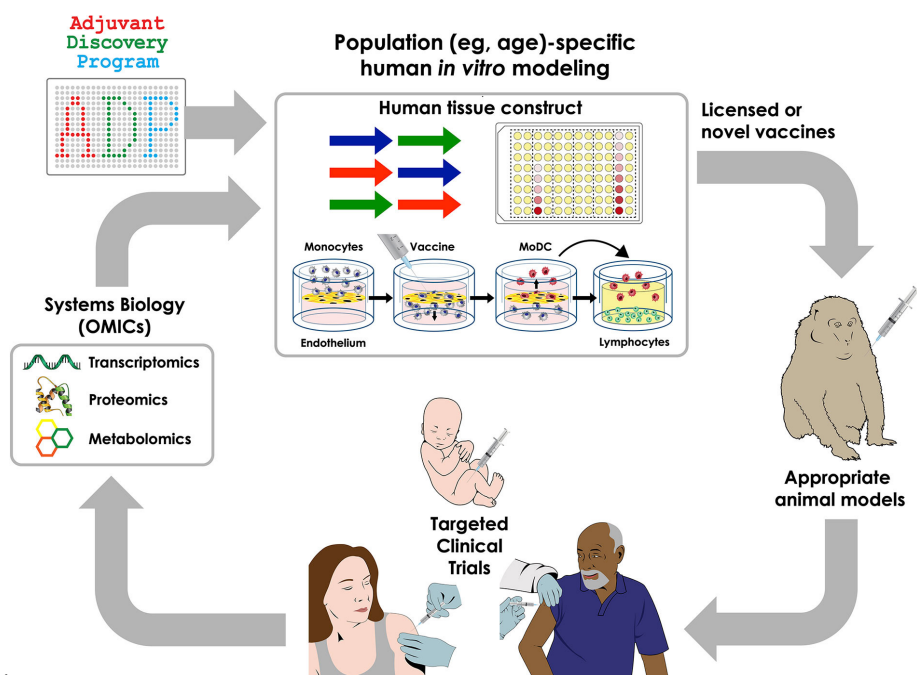 Adjuvant
Discovery
Program
ADP
Population (eg, age)-specific
human in vitro modeling
Human tissue construct
Monocytes
Vaccine
MoDC
Endothelium
Lymphocytes
Licensed or
novel vaccines
Systems Biology
(OMICs)
Transcriptomics
Proteomics
Metabolomics
Appropriate
animal models
Targeted
Clinical
Trials